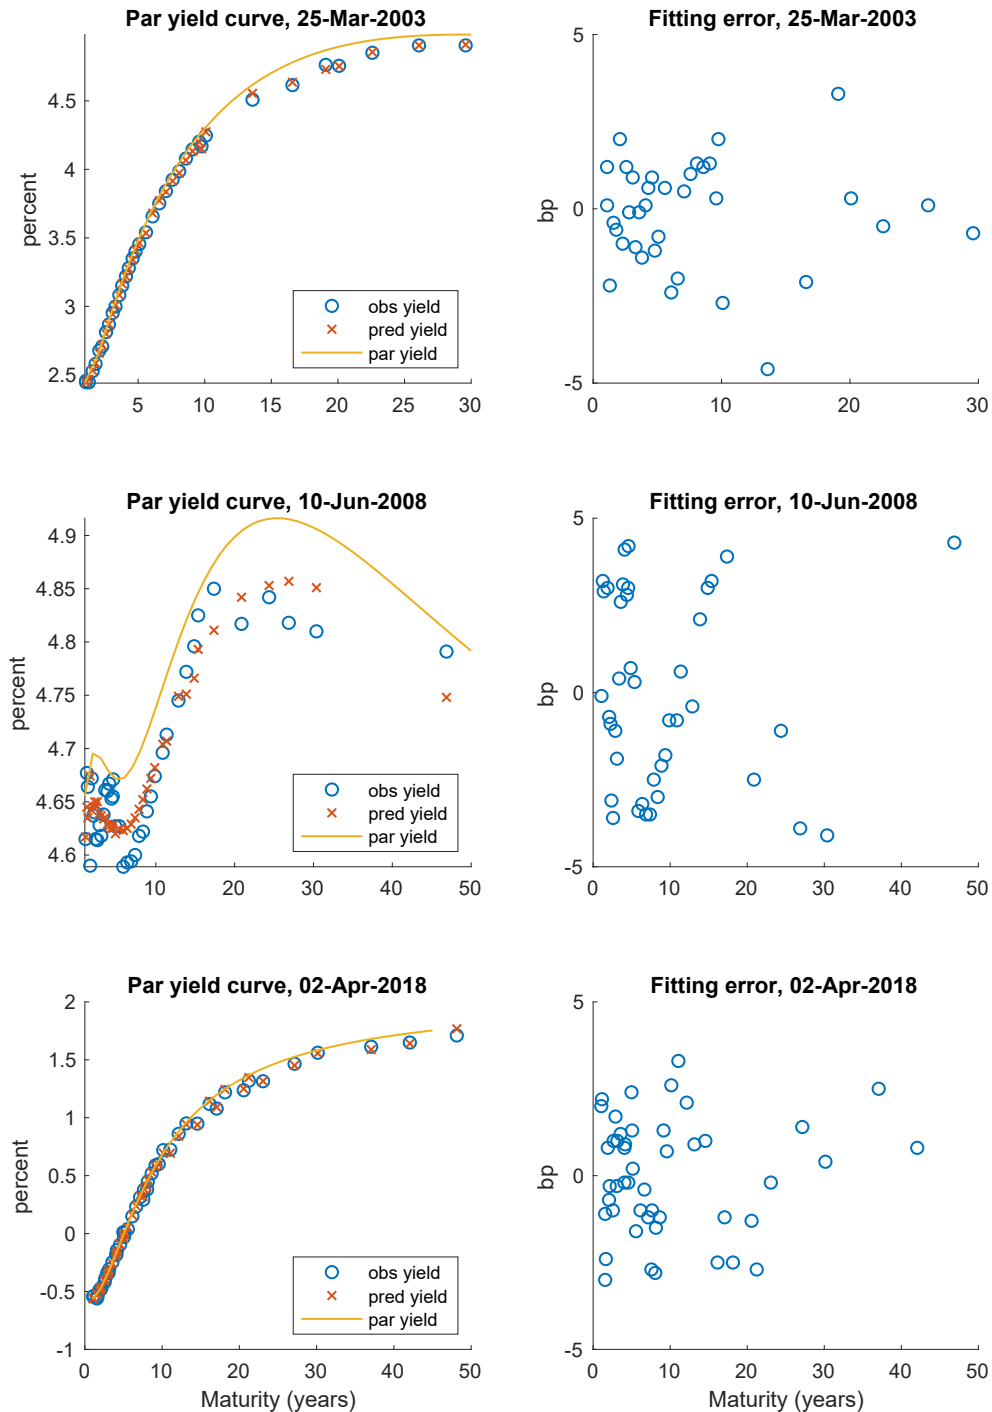 Par yield curve, 25-Mar-2003
percent
4.5
4
3.5
3
2.5
5
10
15
20
25
30
obs yield
pred yield
par yield
Fitting error, 25-Mar-2003
bp
5
0
-5
0
10
20
30
Par yield curve, 10-Jun-2008
percent
4.9
4.85
4.8
4.75
4.7
4.65
4.6
10
20
30
40
50
obs yield
pred yield
par yield
Fitting error, 10-Jun-2008
bp
5
0
-5
0
10
20
30
40
50
Par yield curve, 02-Apr-2018
percent
2
1.5
1
0.5
0
-0.5
-1
0
10
20
30
40
50
Maturity (years)
obs yield
pred yield
par yield
Fitting error, 02-Apr-2018
bp
5
0
-5
0
10
20
30
40
50
Maturity (years)